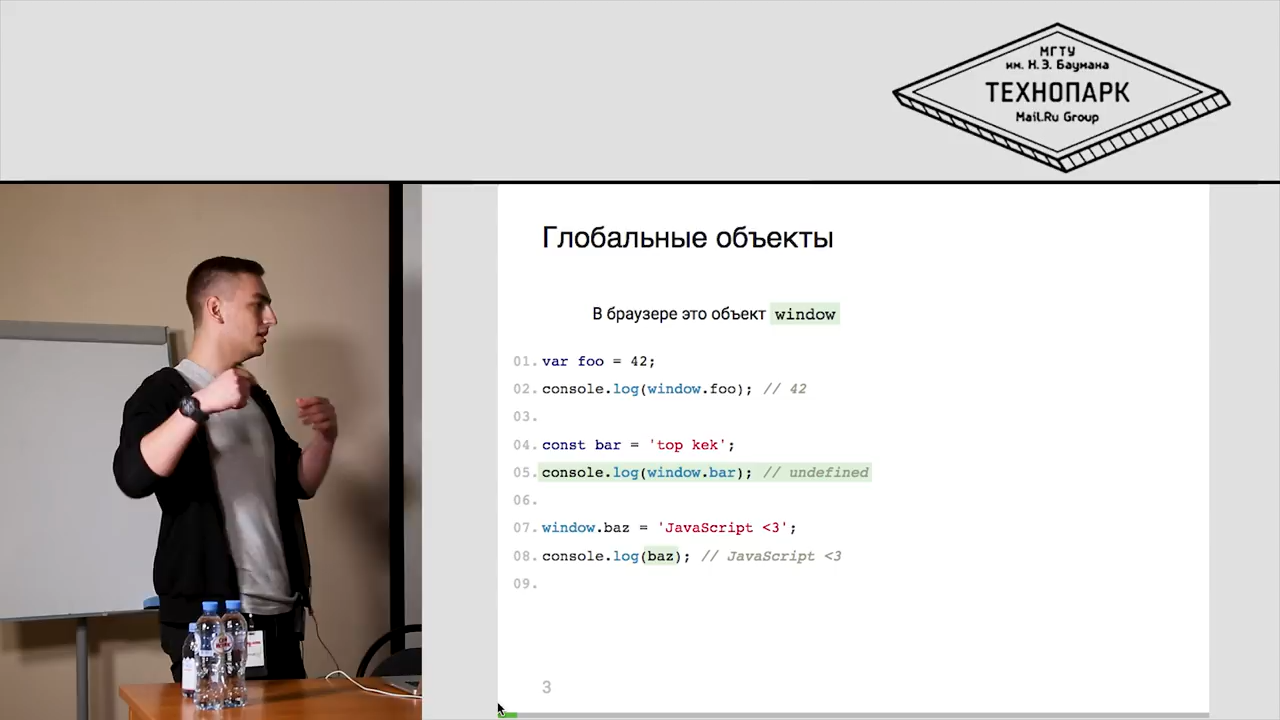 МГТУ
им. Н.Э. Баумана
ТЕХНОПАРК
Mail.Ru Group
Глобальные объекты
В браузере это объект window
01. var foo = 42;
02. console.log(window.foo); // 42
03.
04. const bar = 'top kek';
05. console.log(window.bar); // undefined
06.
07. window.baz = 'JavaScript <3';
08. console.log(baz); // JavaScript <3
09.
3